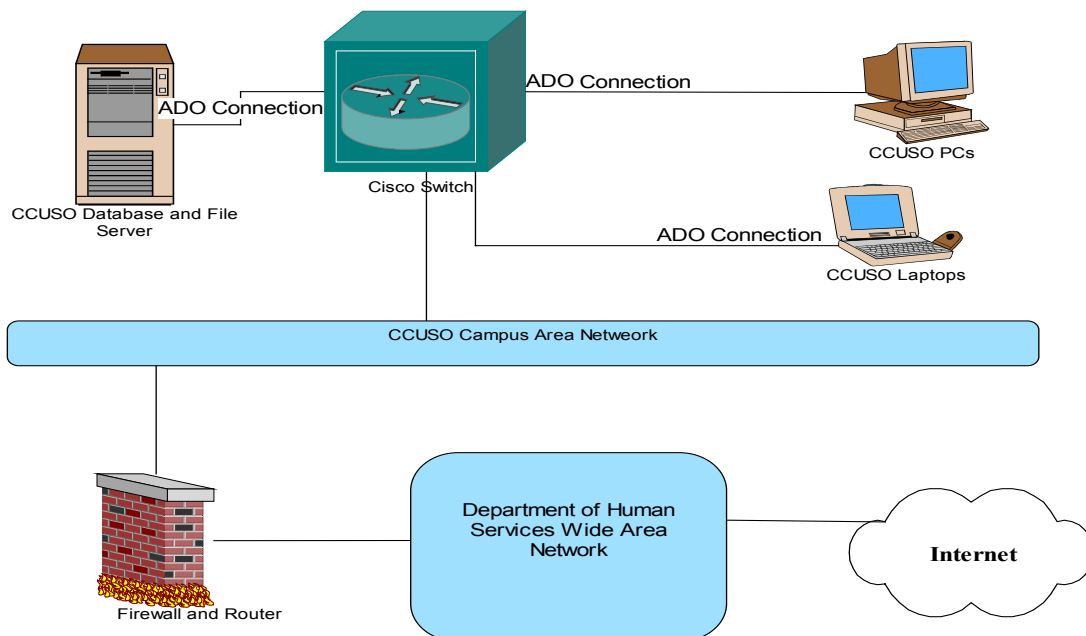 ADO Connection
ADO Connection
CCUSO PCs
Cisco Switch
CCUSO Database and File
Server
ADO Connection
CCUSO Laptops
CCUSO Campus Area Netweork
Department of Human
Services Wide Area
Network
Internet
Firewall and Router